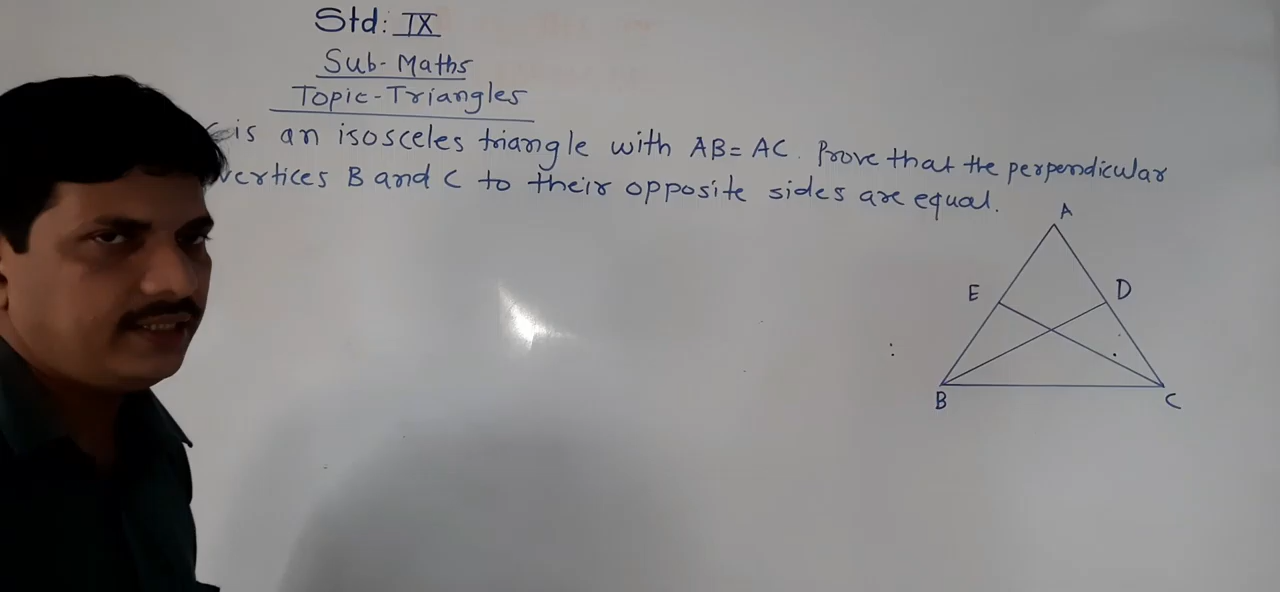 Std: IX
Sub- Maths
Topic-Triangles
is an isosceles triangle with AB= AC. Prove that the perpendicular
vertices B and C to their opposite sides are equal.
A
E
D
B
C